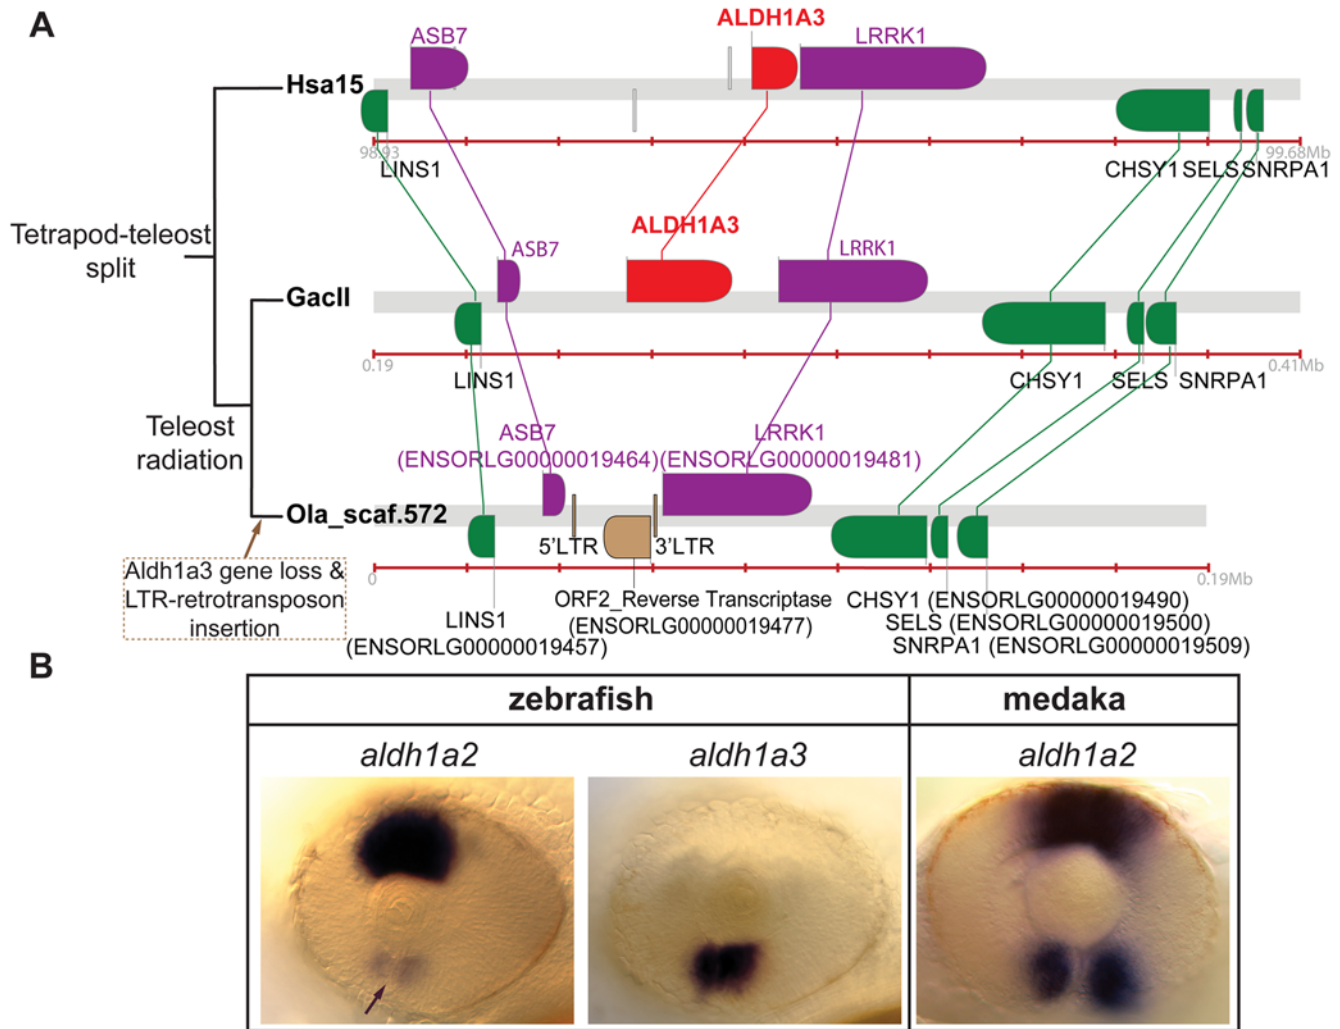 A
ALDH1A3
ASB7
LRRK1
Hsa15
98.93
99.68Mb
LINS1
CHSY1 SELS SNRPA1
Tetrapod-teleost
split
ALDH1A3
ASB7
LRRK1
GacII
0.19
0.41Mb
LINS1
CHSY1
SELS
SNRPA1
Teleost
radiation
ASB7
(ENSORLG00000019464)
LRRK1
(ENSORLG00000019481)
Ola_scaf.572
5'LTR
3'LTR
0
0.19Mb
Aldh1a3 gene loss &
LTR-retrotransposon
insertion
LINS1
(ENSORLG00000019457)
ORF2_Reverse Transcriptase
(ENSORLG00000019477)
CHSY1 (ENSORLG00000019490)
SELS (ENSORLG00000019500)
SNRPA1 (ENSORLG00000019509)
B
zebrafish
medaka
aldh1a2
aldh1a3
aldh1a2